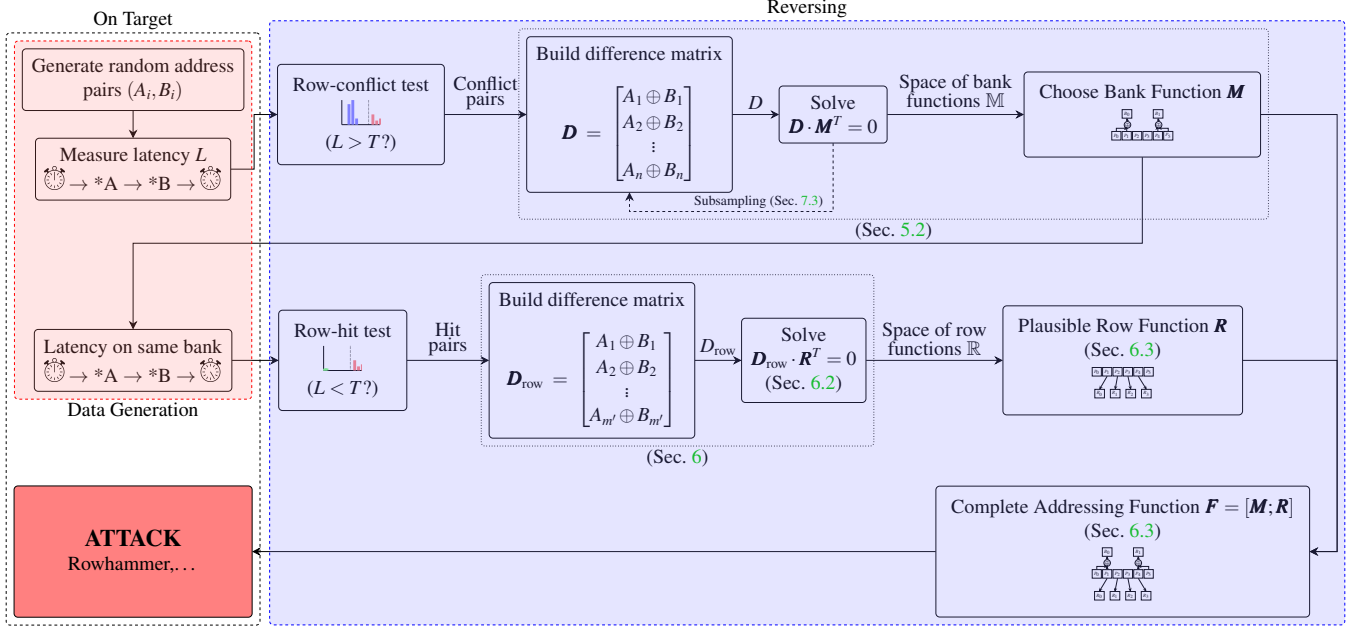 On Target
Reversing
Generate random address
pairs (A_i, B_i)
Measure latency L
→ *A → *B →
Row-conflict test
(L > T?)
Conflict
pairs
Build difference matrix
D = [A_1 ⊕ B_1
A_2 ⊕ B_2
⋮
A_n ⊕ B_n]
D
Solve
D · M^T = 0
Subsampling (Sec. 7.3)
Space of bank
functions 𝕄
Choose Bank Function M
(Sec. 5.2)
Latency on same bank
→ *A → *B →
Data Generation
Row-hit test
(L < T?)
Hit
pairs
Build difference matrix
D_row = [A_1 ⊕ B_1
A_2 ⊕ B_2
⋮
A_m′ ⊕ B_m′]
D_row
Solve
D_row · R^T = 0
(Sec. 6.2)
Space of row
functions ℝ
Plausible Row Function R
(Sec. 6.3)
(Sec. 6)
ATTACK
Rowhammer,…
Complete Addressing Function F = [M; R]
(Sec. 6.3)